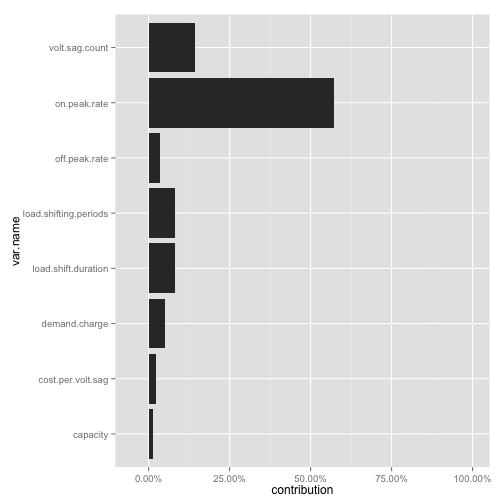 volt.sag.count
on.peak.rate
off.peak.rate
load.shifting.periods
load.shift.duration
demand.charge
cost.per.volt.sag
capacity
var.name
0.00% 25.00% 50.00% 75.00% 100.00%
contribution